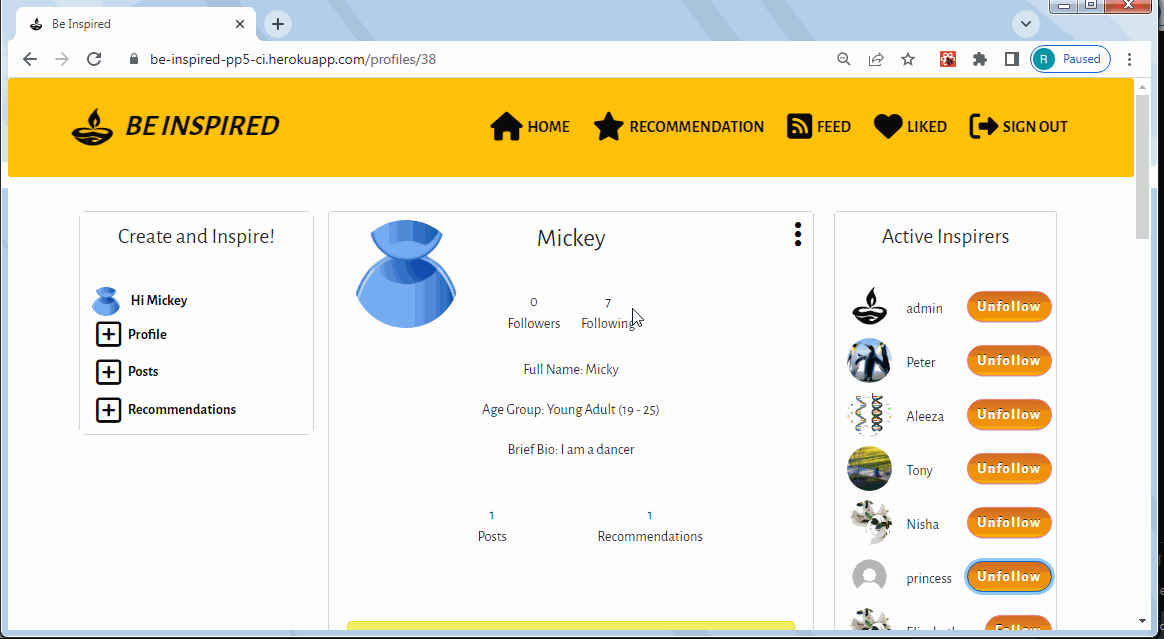 Be Inspired
be-inspired-pp5-ci.herokuapp.com/profiles/38
R Paused
BE INSPIRED
HOME
RECOMMENDATION
FEED
LIKED
SIGN OUT
Create and Inspire!
Hi Mickey
Profile
Posts
Recommendations
Mickey
0 7
Followers Following
Full Name: Micky
Age Group: Young Adult (19 - 25)
Brief Bio: I am a dancer
1 1
Posts Recommendations
Active Inspirers
admin Unfollow
Peter Unfollow
Aleeza Unfollow
Tony Unfollow
Nisha Unfollow
princess Unfollow
Follow